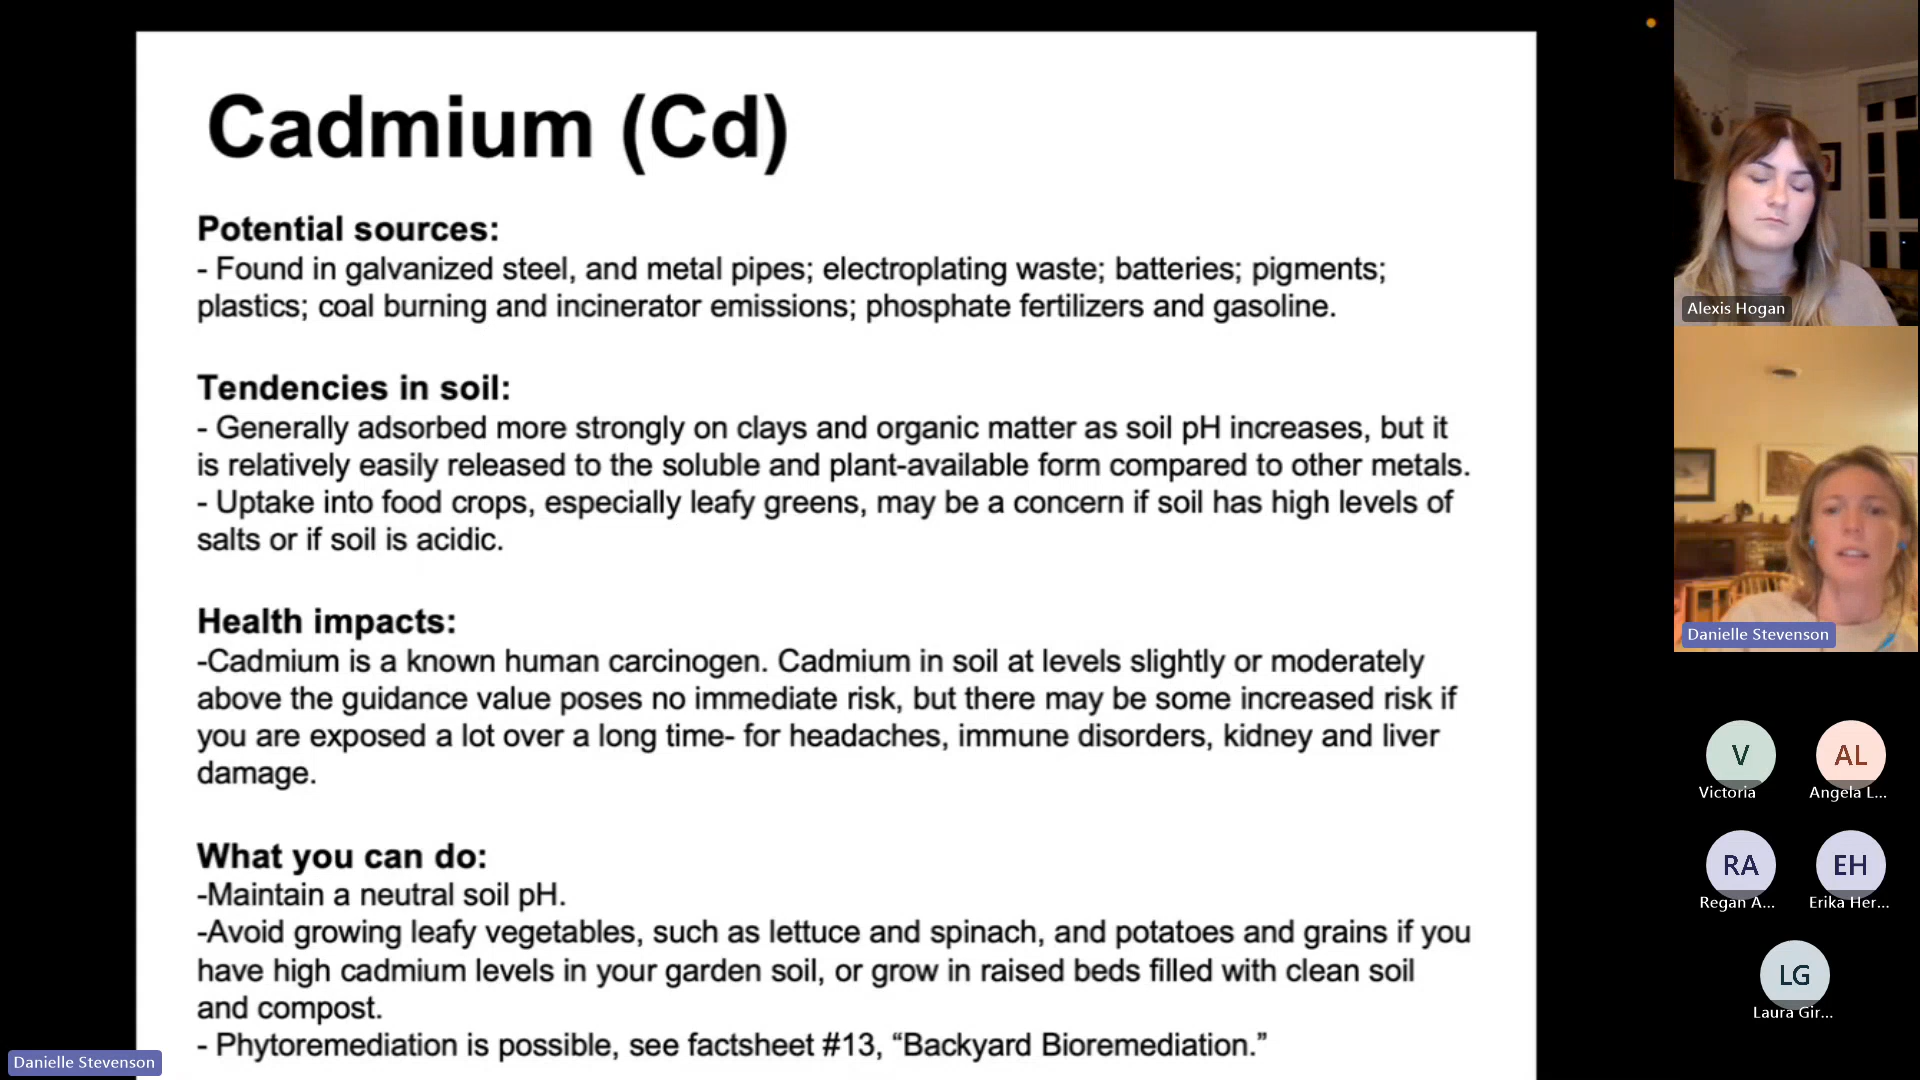 Cadmium (Cd)
Potential sources:
- Found in galvanized steel, and metal pipes; electroplating waste; batteries; pigments;
plastics; coal burning and incinerator emissions; phosphate fertilizers and gasoline.
Tendencies in soil:
- Generally adsorbed more strongly on clays and organic matter as soil pH increases, but it
is relatively easily released to the soluble and plant-available form compared to other metals.
- Uptake into food crops, especially leafy greens, may be a concern if soil has high levels of
salts or if soil is acidic.
Health impacts:
-Cadmium is a known human carcinogen. Cadmium in soil at levels slightly or moderately
above the guidance value poses no immediate risk, but there may be some increased risk if
you are exposed a lot over a long time- for headaches, immune disorders, kidney and liver
damage.
What you can do:
-Maintain a neutral soil pH.
-Avoid growing leafy vegetables, such as lettuce and spinach, and potatoes and grains if you
have high cadmium levels in your garden soil, or grow in raised beds filled with clean soil
and compost.
- Phytoremediation is possible, see factsheet #13, “Backyard Bioremediation.”
Danielle Stevenson
Alexis Hogan
Danielle Stevenson
V
Victoria
AL
Angela L...
RA
Regan A...
EH
Erika Her...
LG
Laura Gir...